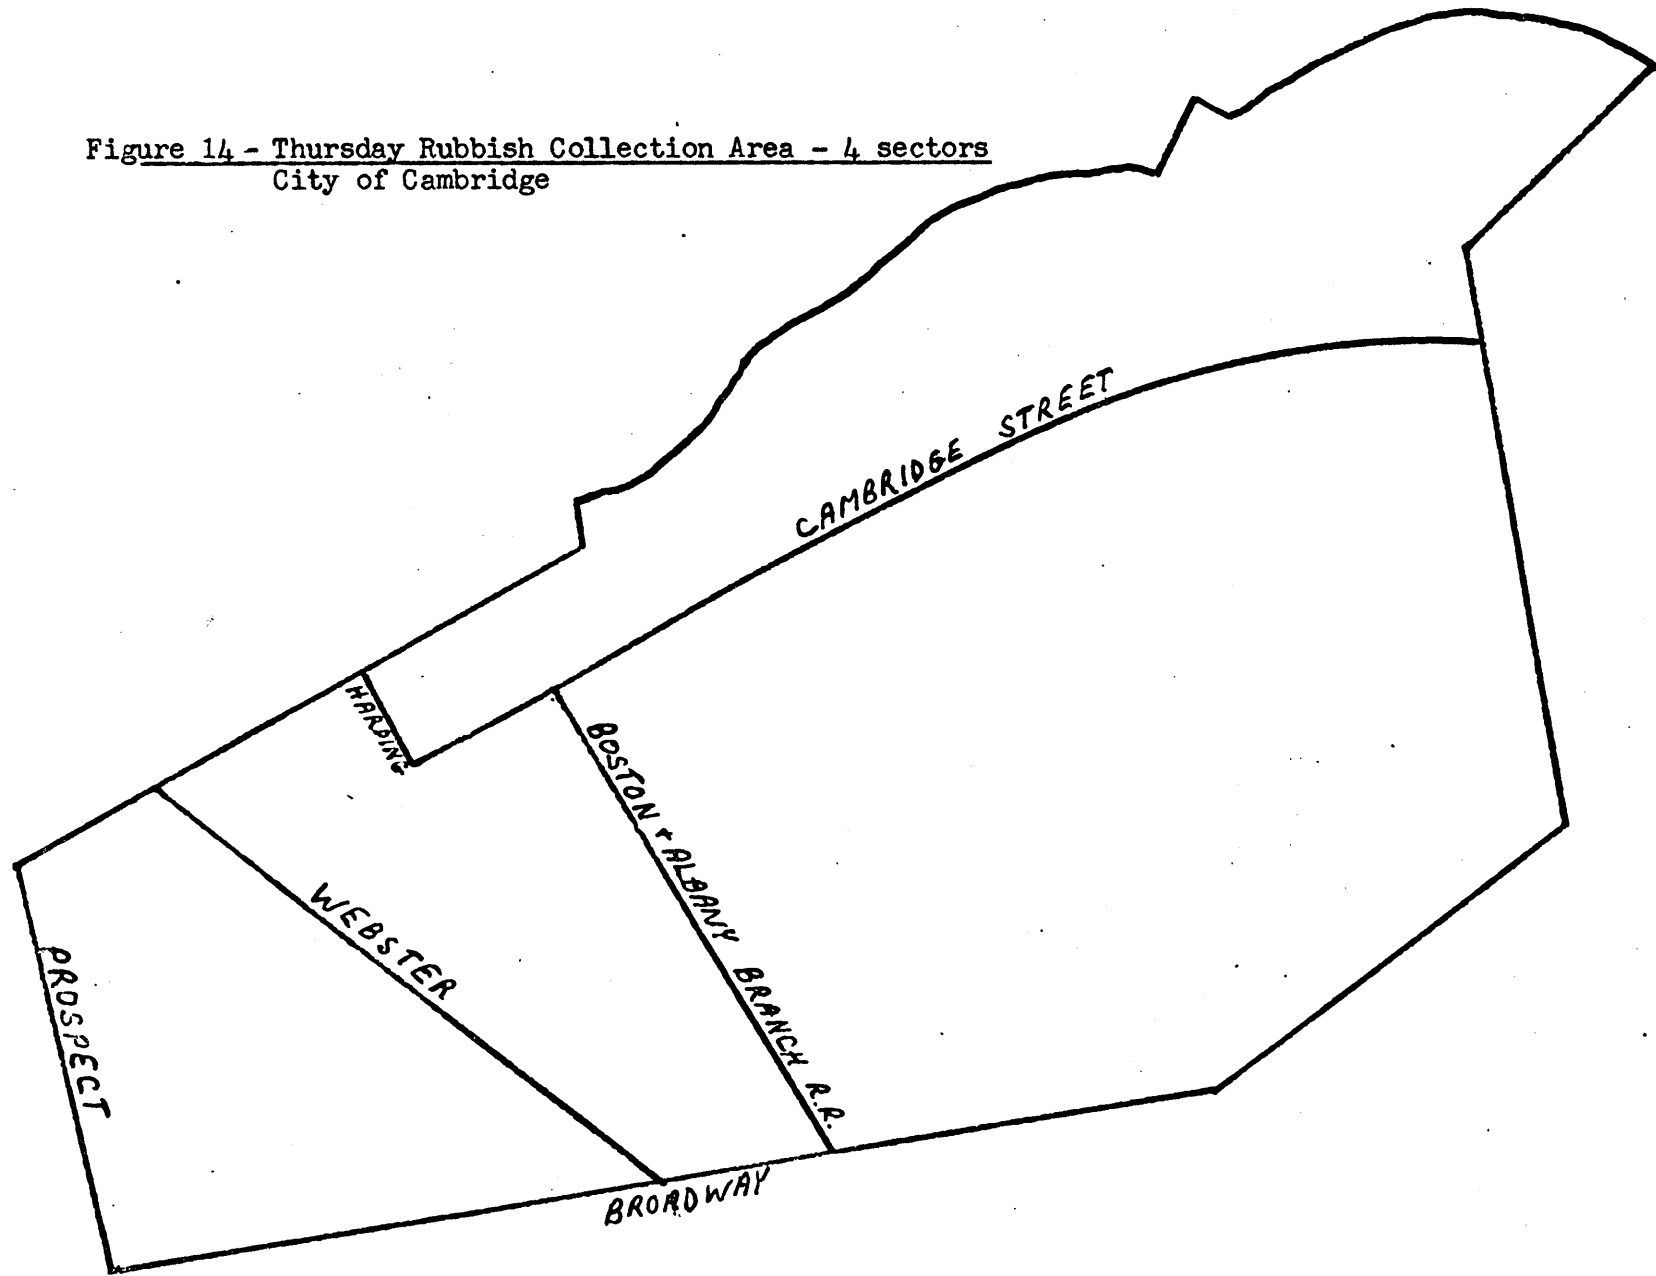 Figure 14 - Thursday Rubbish Collection Area - 4 sectors
City of Cambridge
CAMBRIDGE STREET
HARDING
BOSTON + ALBANY BRANCH R.R.
WEBSTER
PROSPECT
BROADWAY